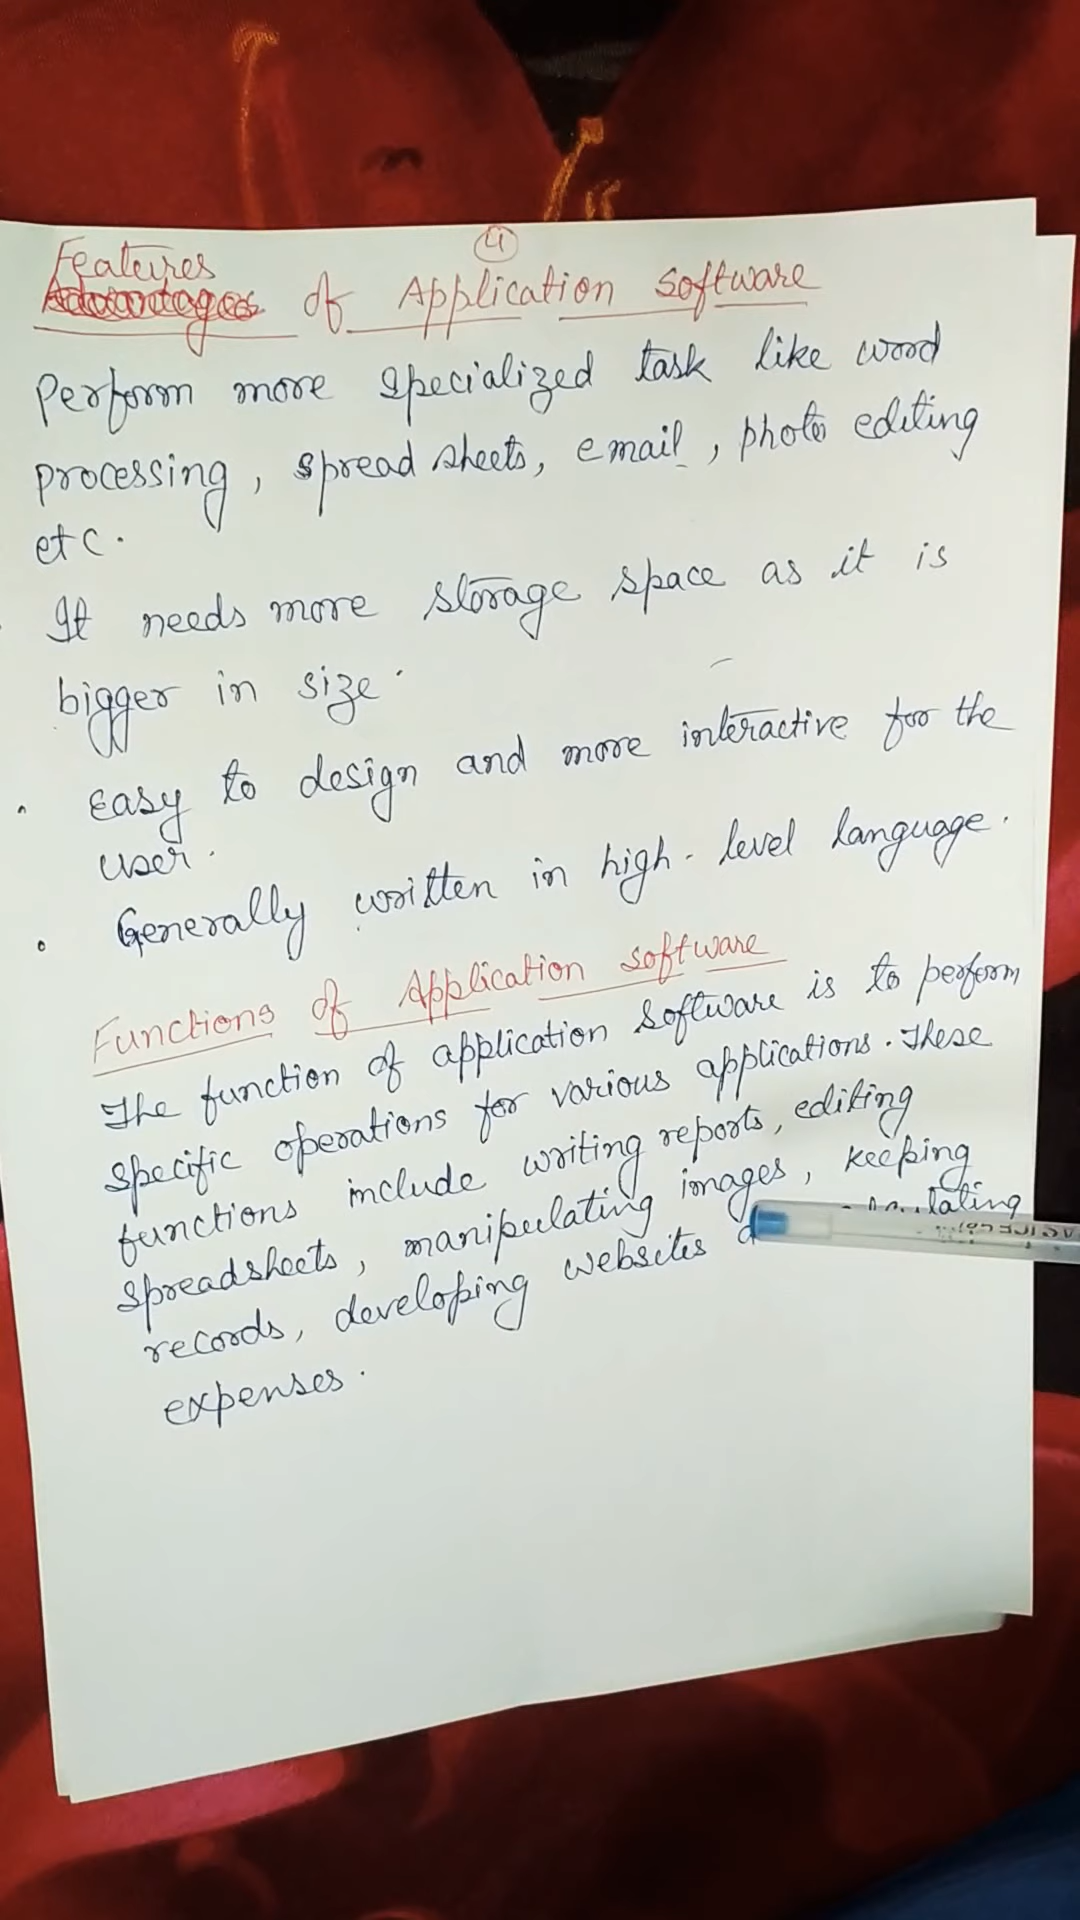 4
Features
Advantages of Application software
Perform more specialized task like word
processing, spread sheets, email, photo editing
etc.
It needs more storage space as it is
bigger in size.
• Easy to design and more interactive for the
user.
• Generally written in high-level language.
Functions of Application software
The function of application software is to perform
specific operations for various applications. These
functions include writing reports, editing
spreadsheets, manipulating images, keeping
records, developing websites
expenses.